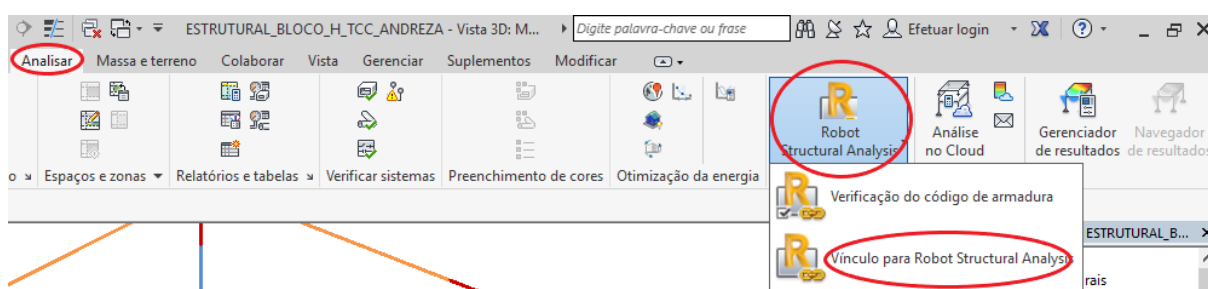 ESTRUTURAL_BLOCO_H_TCC_ANDREZA - Vista 3D: M...
Digite palavra-chave ou frase
Efetuar login
Analisar Massa e terreno Colaborar Vista Gerenciar Suplementos Modificar
Robot
Structural Analysis
Análise
no Cloud
Gerenciador
de resultados
Navegador
de resultados
o Espaços e zonas Relatórios e tabelas Verificar sistemas Preenchimento de cores Otimização da energia
Verificação do código de armadura
Vínculo para Robot Structural Analysis
ESTRUTURAL_B...
rais